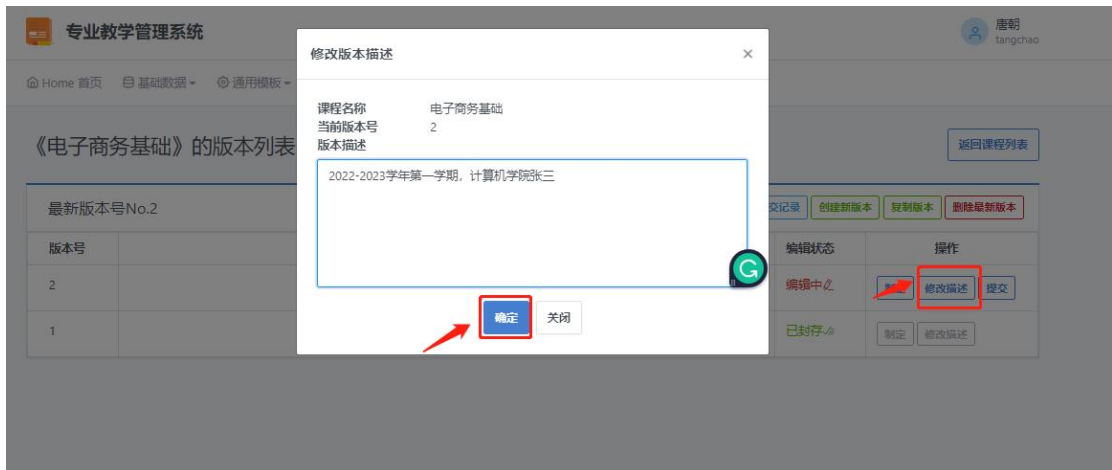 专业教学管理系统
唐朝
tangchao
Home 首页 基础数据 通用模板
修改版本描述 ×
课程名称 电子商务基础
当前版本号 2
版本描述
2022-2023学年第一学期，计算机学院张三
确定 关闭
《电子商务基础》的版本列表 返回课程列表
最新版本号No.2 交记录 创建新版本 复制版本 删除最新版本
版本号 编辑状态 操作
2 编辑中 修改描述 提交
1 已封存 制定 修改描述